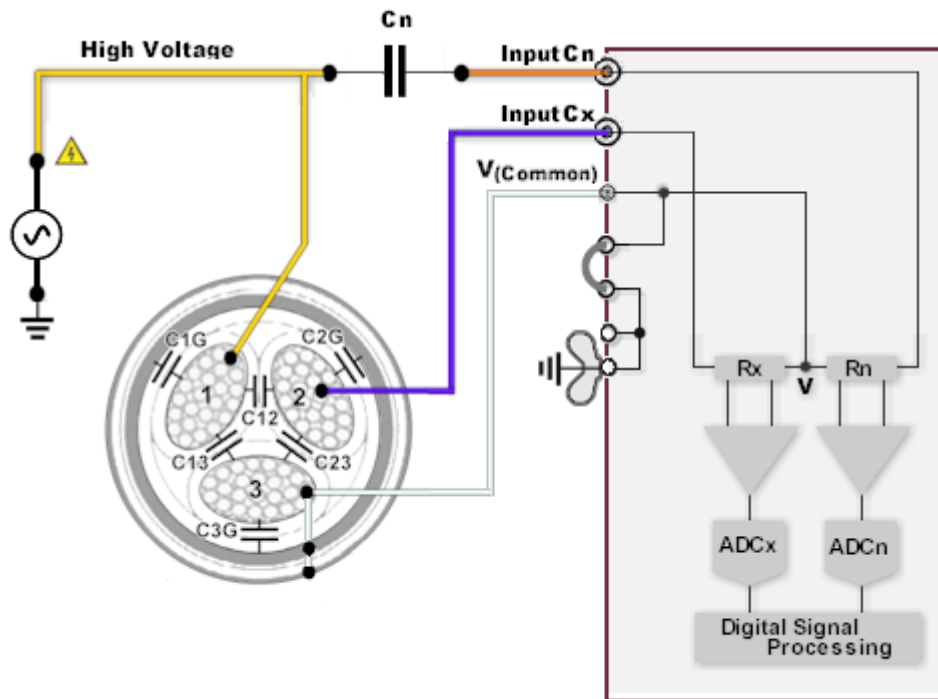 Cn
High Voltage
Input Cn
Input Cx
V(Common)
C1G
C2G
1
2
C12
C13
C23
3
C3G
Rx
V
Rn
ADCx
ADCn
Digital Signal
Processing